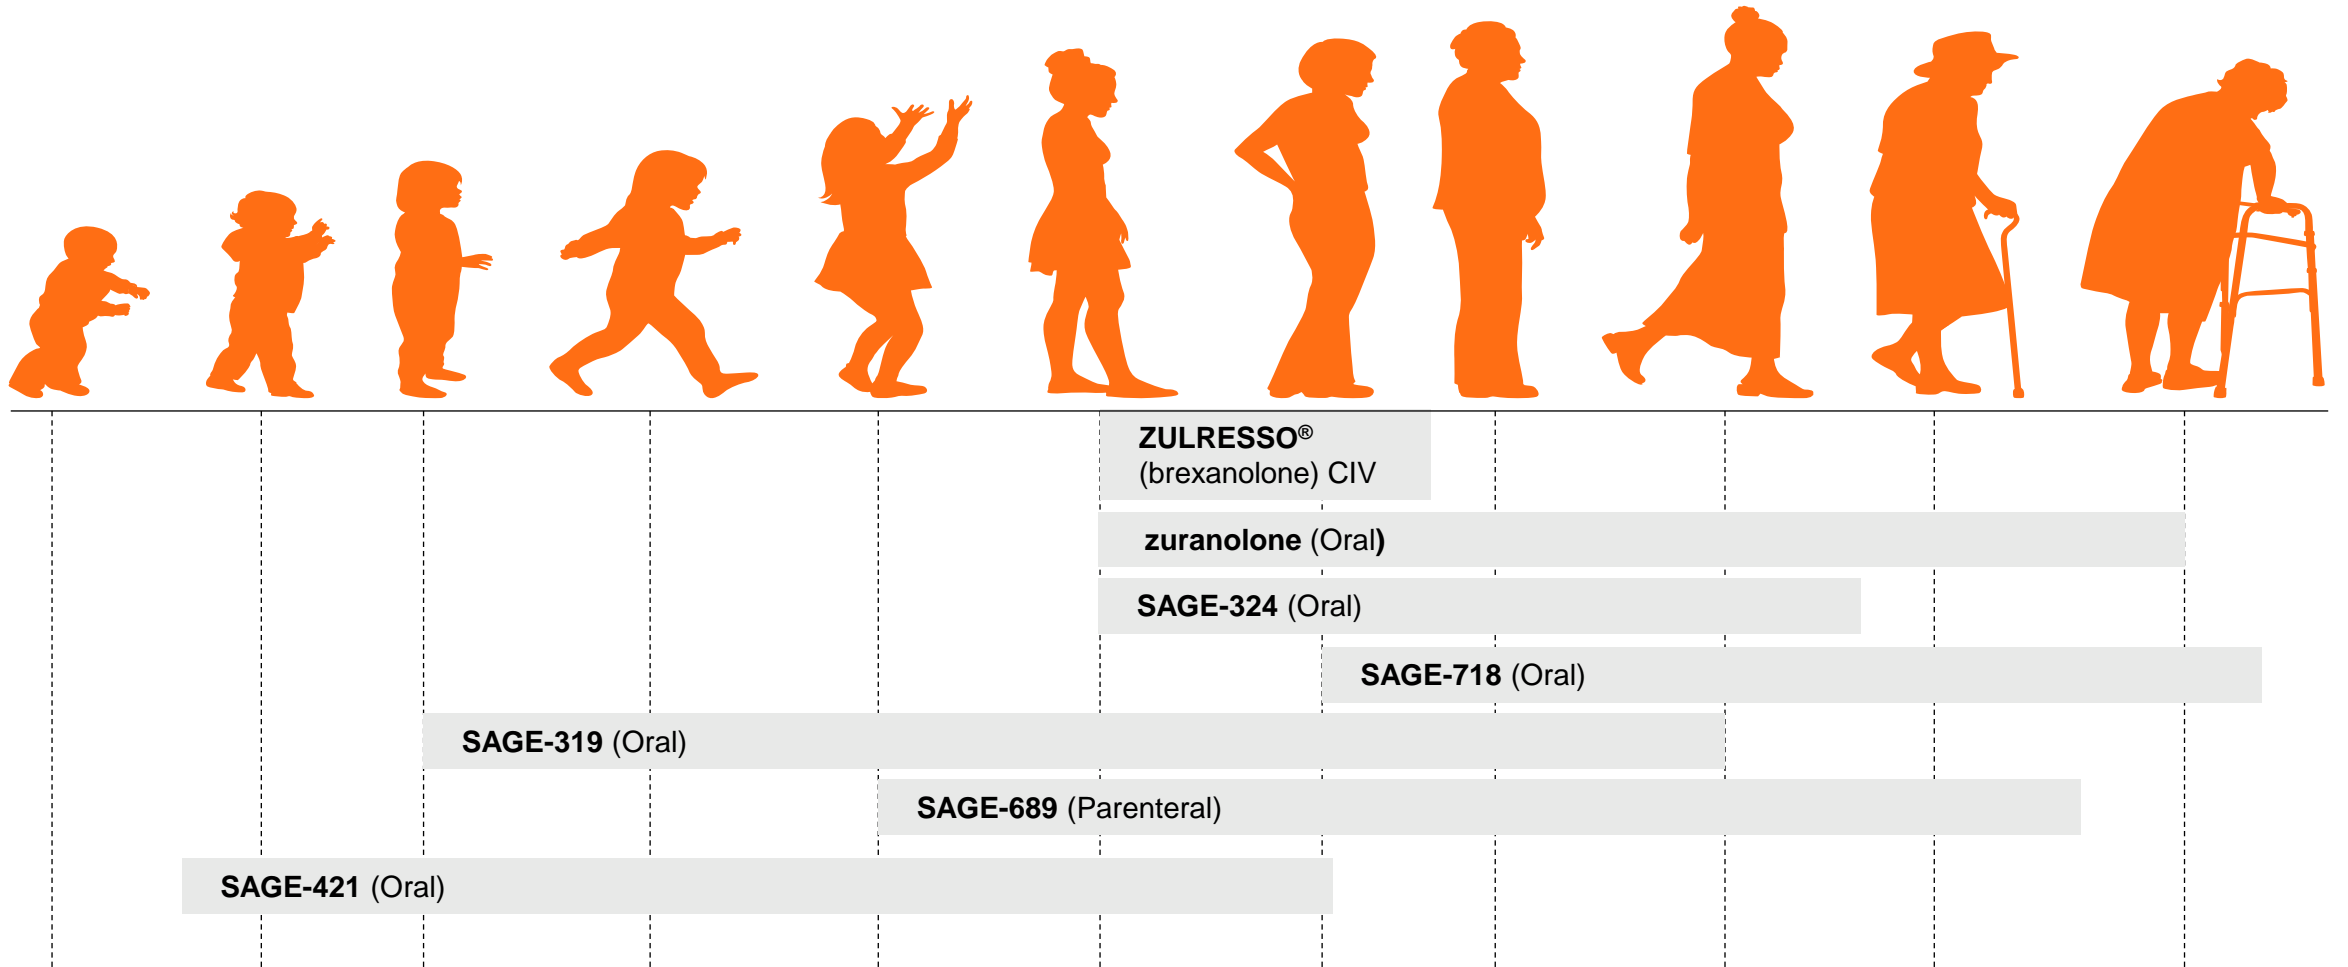 ZULRESSO®
(brexanolone) CIV
zuranolone (Oral)
SAGE-324 (Oral)
SAGE-718 (Oral)
SAGE-319 (Oral)
SAGE-689 (Parenteral)
SAGE-421 (Oral)